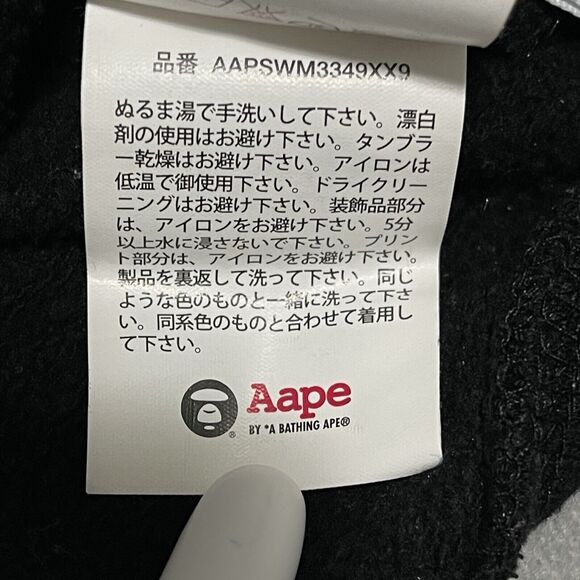 品番 AAPSWM3349XX9
ぬるま湯で手洗いして下さい。漂白
剤の使用はお避け下さい。タンブラ
ー乾燥はお避け下さい。アイロンは
低温で御使用下さい。ドライクリー
ニングはお避け下さい。装飾品部分
は、アイロンをお避け下さい。5分
以上水に浸さないで下さい。プリン
ト部分は、アイロンをお避け下さい。
製品を裏返して洗って下さい。同じ
ような色のものと一緒に洗って下さ
い。同系色のものと合わせて着用し
て下さい。
Aape
BY *A BATHING APE®
®